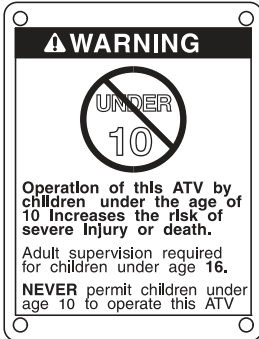 WARNING
UNDER
10
Operation of this ATV by
children under the age of
10 increases the risk of
severe injury or death.
Adult supervision required
for children under age 16.
NEVER permit children under
age 10 to operate this ATV